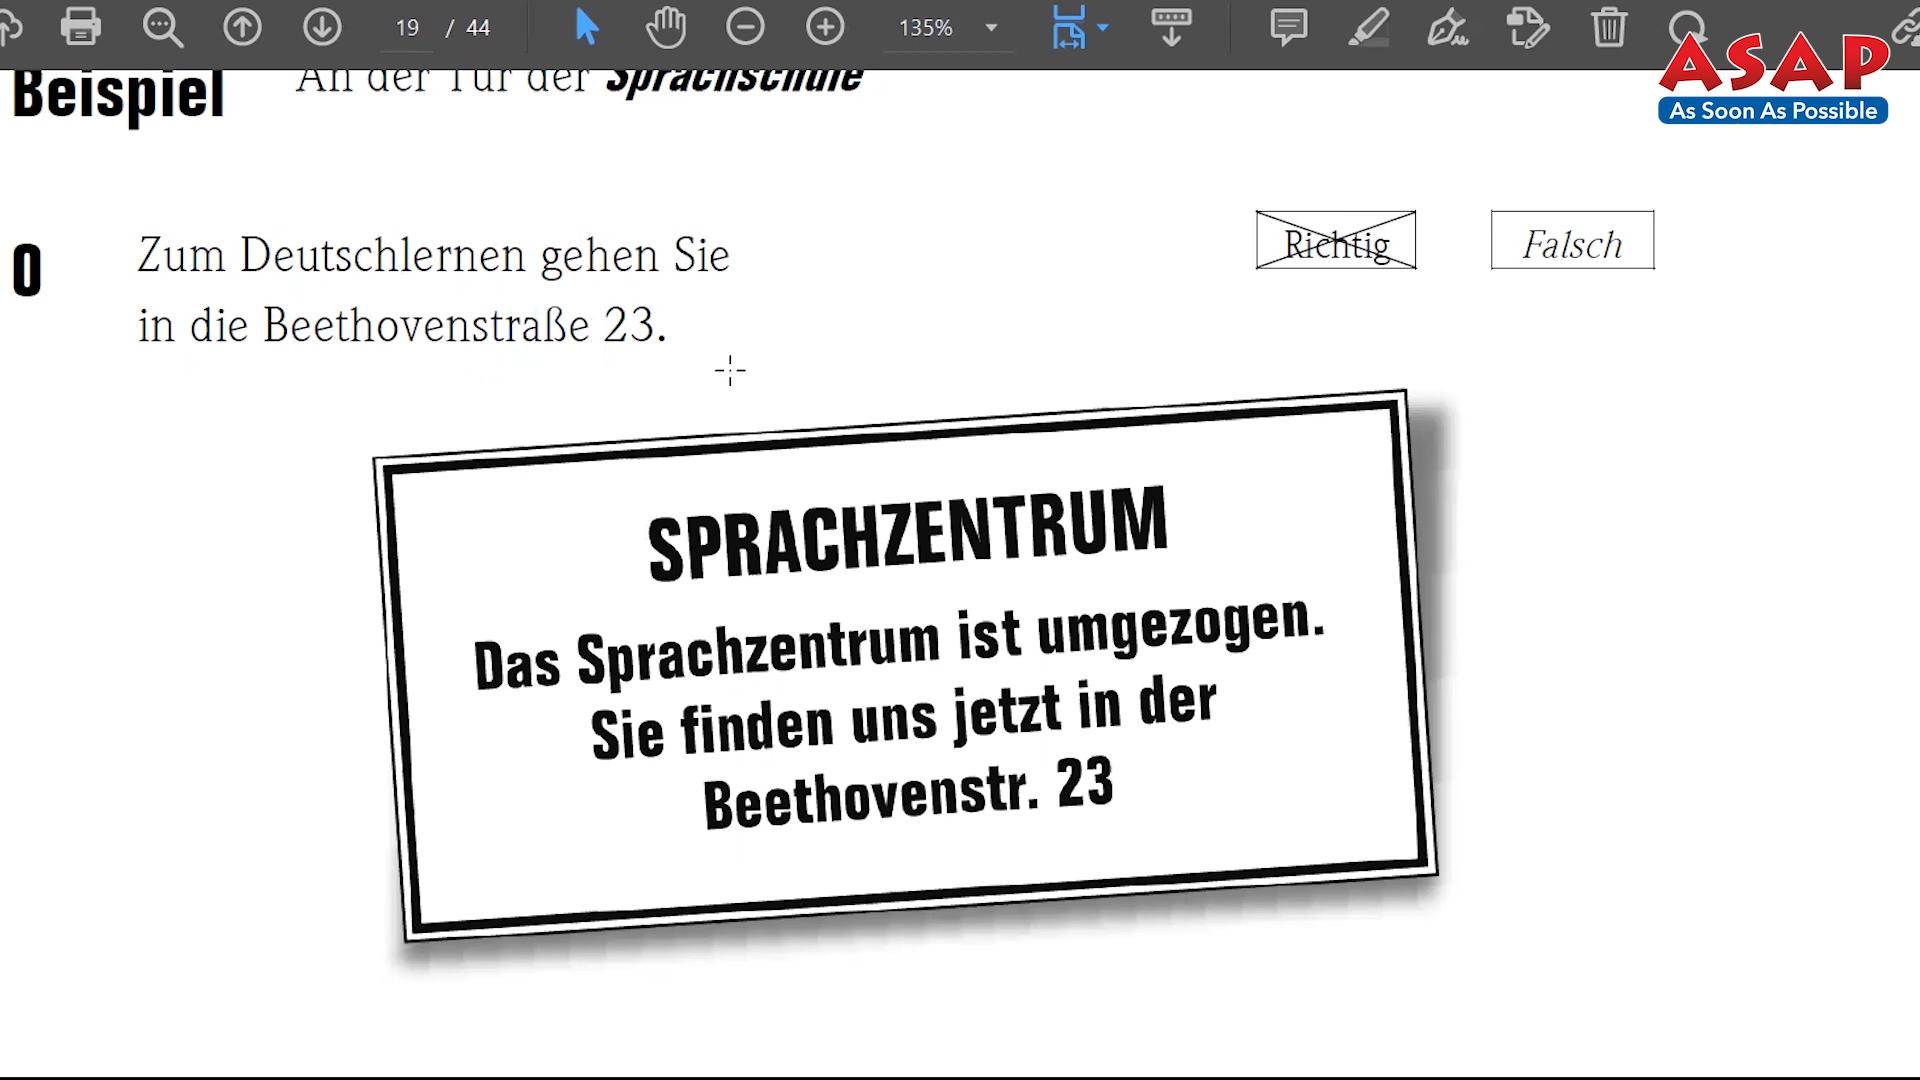 19 / 44
135%
ASAP
As Soon As Possible
Beispiel An der Tür der Sprachschule
0 Zum Deutschlernen gehen Sie
in die Beethovenstraße 23.
Richtig Falsch
SPRACHZENTRUM
Das Sprachzentrum ist umgezogen.
Sie finden uns jetzt in der
Beethovenstr. 23